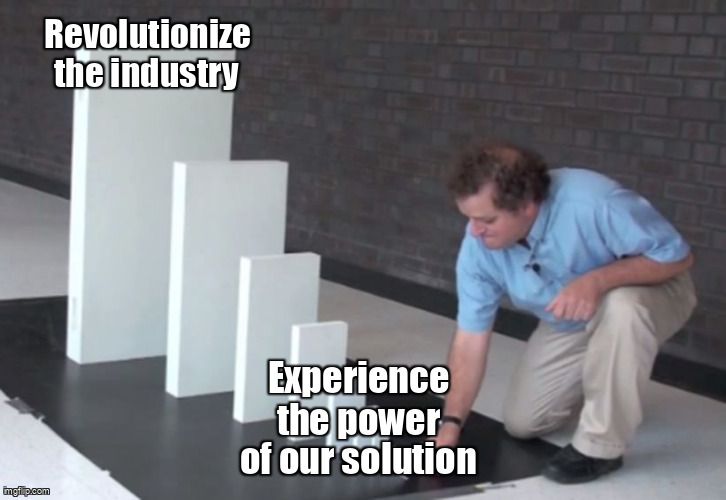 Revolutionize
the industry
Experience
the power
of our solution
imgflip.com